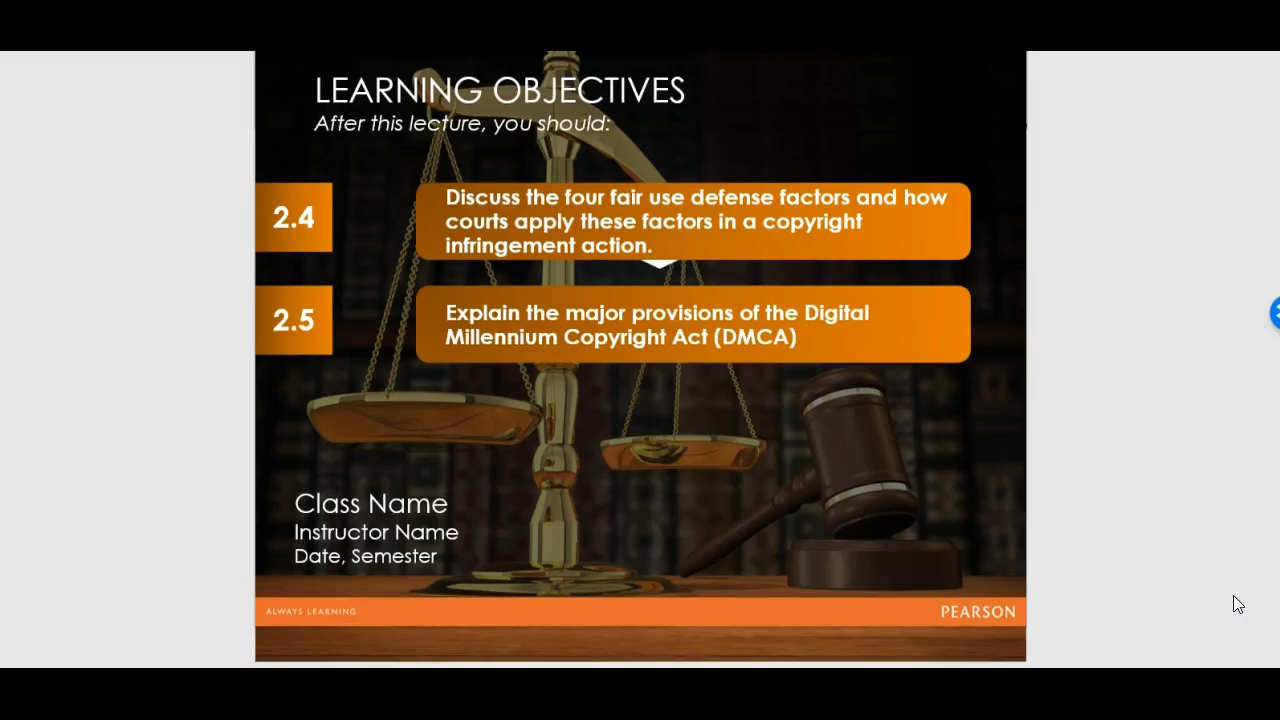 LEARNING OBJECTIVES
After this lecture, you should:
2.4
Discuss the four fair use defense factors and how
courts apply these factors in a copyright
infringement action.
2.5
Explain the major provisions of the Digital
Millennium Copyright Act (DMCA)
Class Name
Instructor Name
Date, Semester
ALWAYS LEARNING
PEARSON